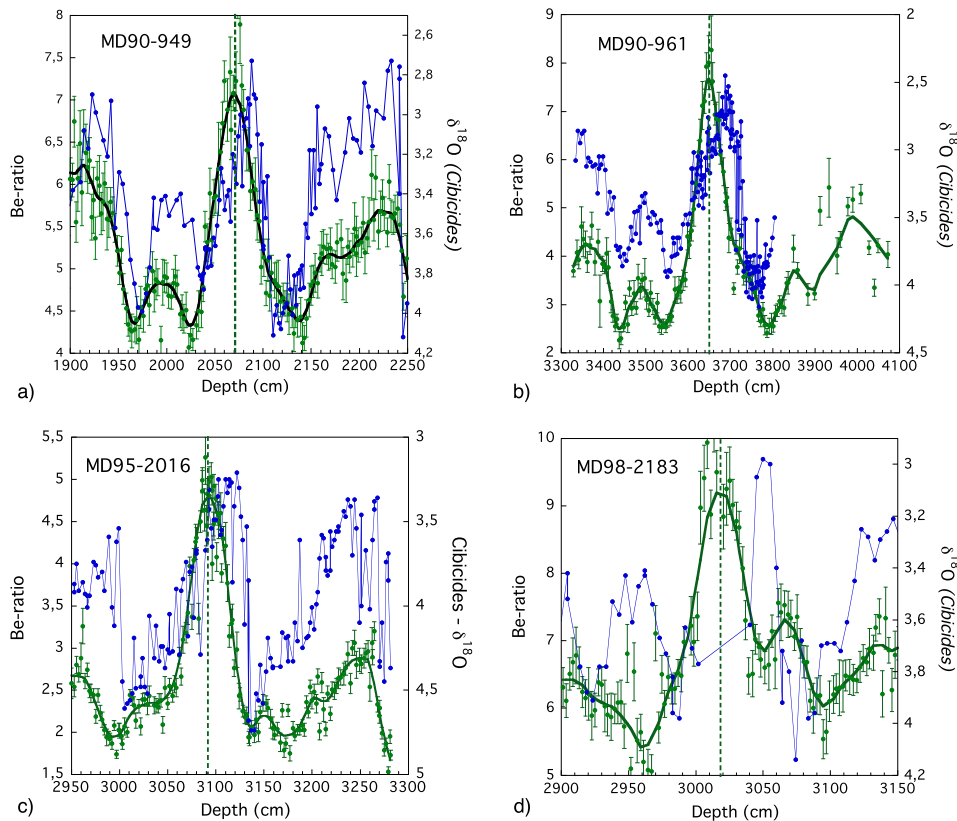 MD90-949
Be-ratio
8
7,5
7
6,5
6
5,5
5
4,5
4
2,6
2,8
3
3,2
3,4
3,6
3,8
4
4,2
δ18O (Cibicides)
1900 1950 2000 2050 2100 2150 2200 2250
Depth (cm)
a)
MD90-961
Be-ratio
9
8
7
6
5
4
3
2
2
2,5
3
3,5
4
4,5
δ18O (Cibicides)
3300 3400 3500 3600 3700 3800 3900 4000 4100
Depth (cm)
b)
MD95-2016
Be-ratio
5,5
5
4,5
4
3,5
3
2,5
2
1,5
3
3,5
4
4,5
5
Cibicides - δ18O
2950 3000 3050 3100 3150 3200 3250 3300
Depth (cm)
c)
MD98-2183
Be-ratio
10
9
8
7
6
5
3
3,2
3,4
3,6
3,8
4
4,2
δ18O (Cibicides)
2900 2950 3000 3050 3100 3150
Depth (cm)
d)